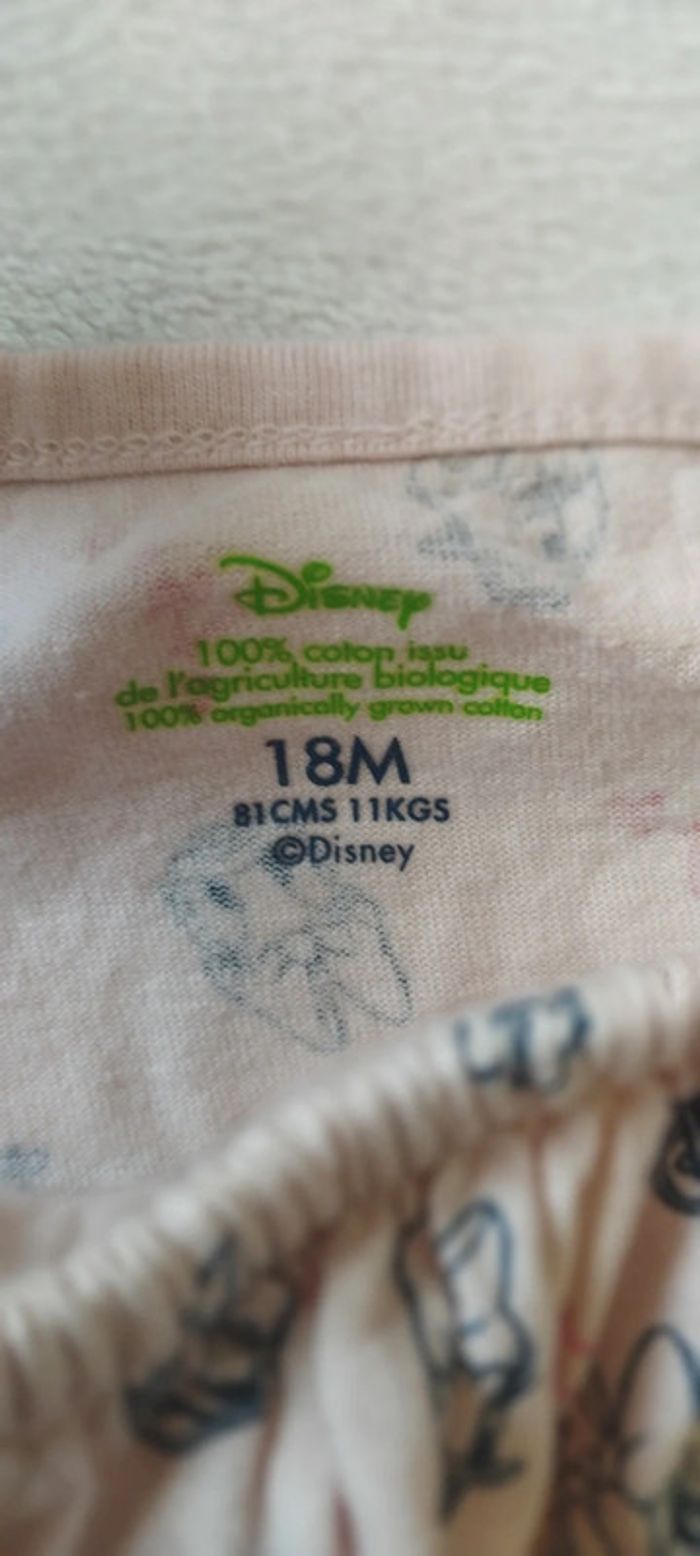 Disney
100% coton issu
de l'agriculture biologique
100% organically grown cotton
18M
81CMS 11KGS
©Disney